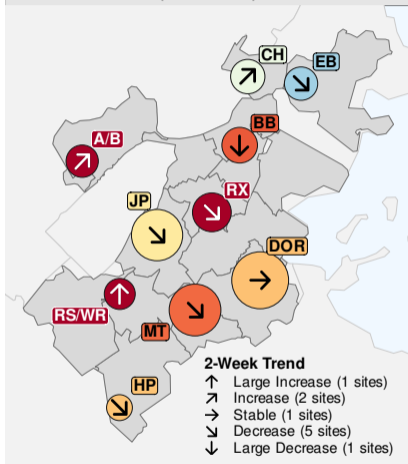 CH
EB
BB
A/B
RX
JP
DOR
RS/WR
MT
HP
2-Week Trend
↑ Large Increase (1 sites)
↗ Increase (2 sites)
→ Stable (1 sites)
↘ Decrease (5 sites)
↓ Large Decrease (1 sites)